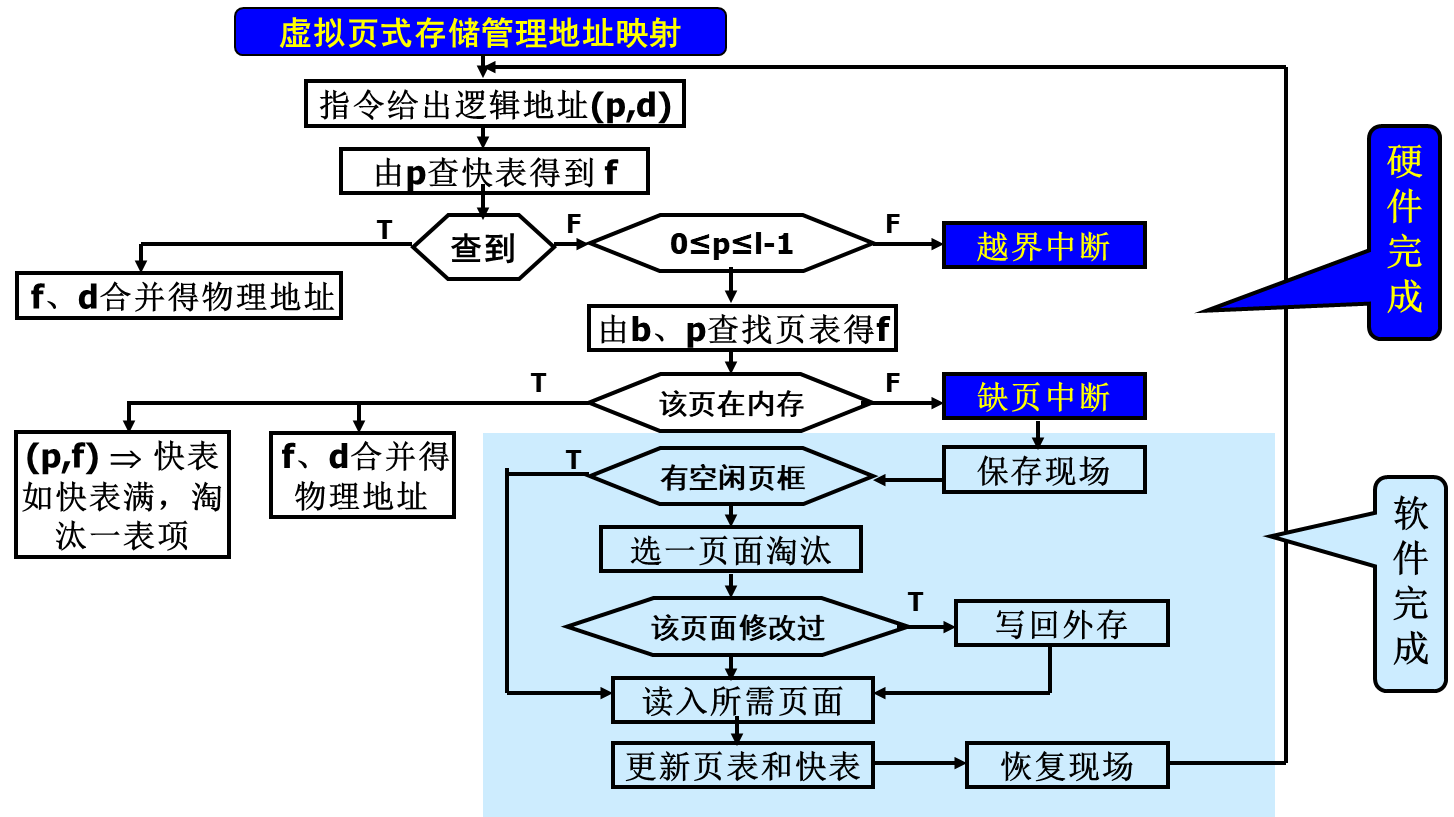 虚拟页式存储管理地址映射
指令给出逻辑地址(p,d)
由p查快表得到 f
T
查到
F
0≤p≤l-1
F
越界中断
f、d合并得物理地址
由b、p查找页表得f
T
该页在内存
F
缺页中断
(p,f) ⇒ 快表
如快表满，淘
汰一表项
f、d合并得
物理地址
T
有空闲页框
保存现场
选一页面淘汰
该页面修改过
T
写回外存
读入所需页面
更新页表和快表
恢复现场
硬
件
完
成
软
件
完
成